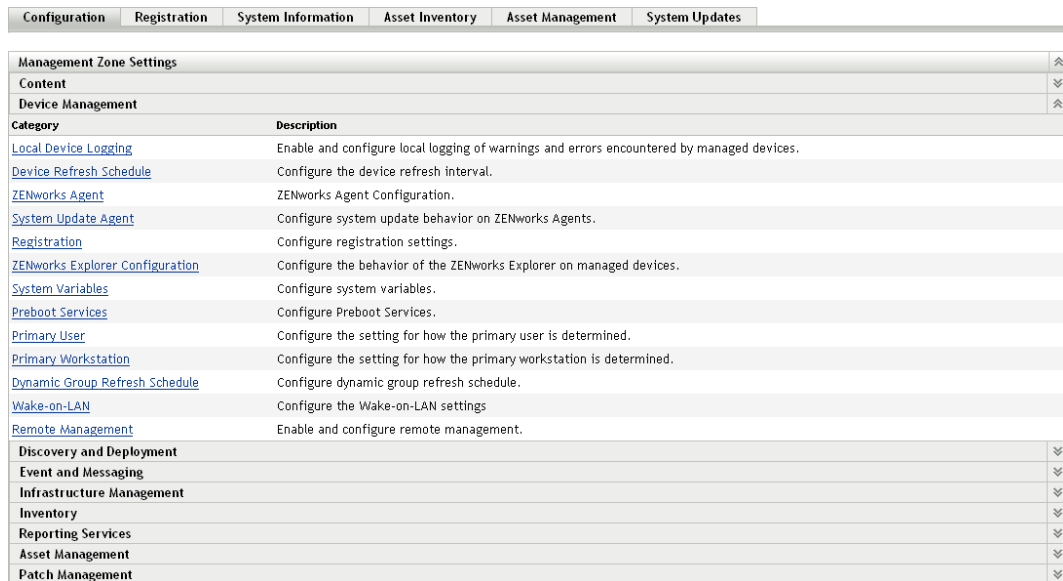 Configuration Registration System Information Asset Inventory Asset Management System Updates
Management Zone Settings
Content
Device Management
Category Description
Local Device Logging Enable and configure local logging of warnings and errors encountered by managed devices.
Device Refresh Schedule Configure the device refresh interval.
ZENworks Agent ZENworks Agent Configuration.
System Update Agent Configure system update behavior on ZENworks Agents.
Registration Configure registration settings.
ZENworks Explorer Configuration Configure the behavior of the ZENworks Explorer on managed devices.
System Variables Configure system variables.
Preboot Services Configure Preboot Services.
Primary User Configure the setting for how the primary user is determined.
Primary Workstation Configure the setting for how the primary workstation is determined.
Dynamic Group Refresh Schedule Configure dynamic group refresh schedule.
Wake-on-LAN Configure the Wake-on-LAN settings
Remote Management Enable and configure remote management.
Discovery and Deployment
Event and Messaging
Infrastructure Management
Inventory
Reporting Services
Asset Management
Patch Management